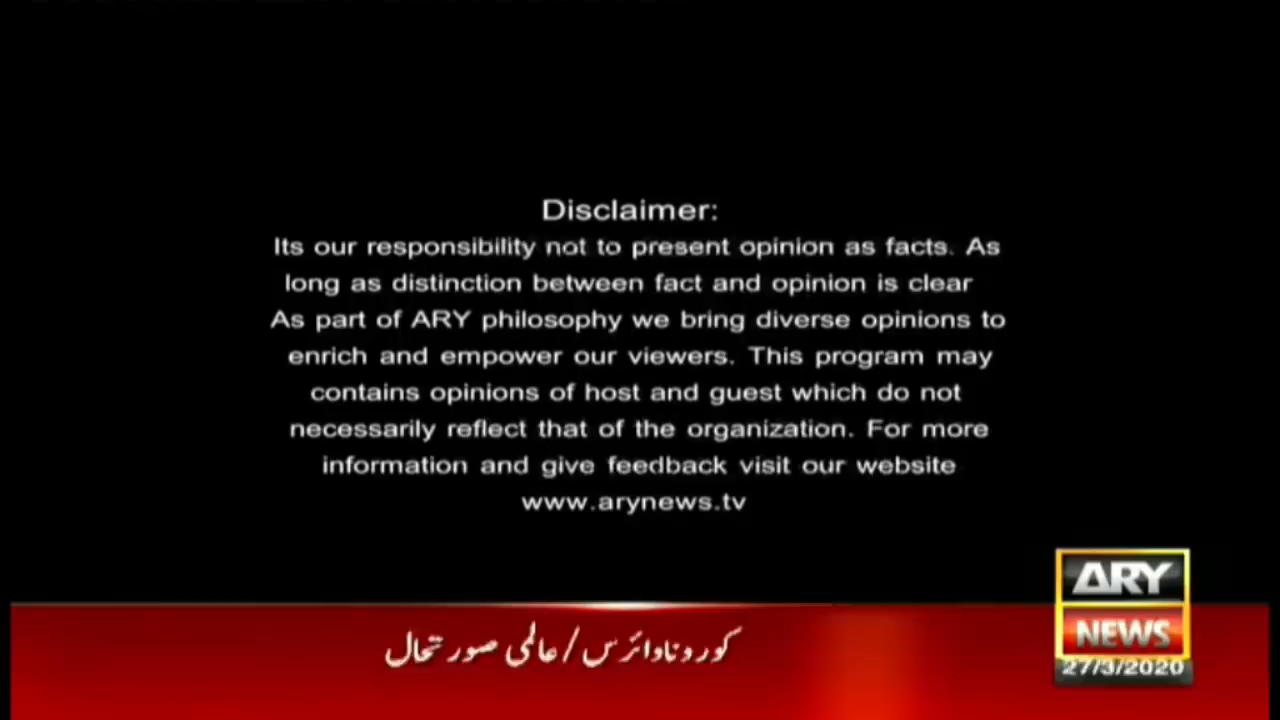 Disclaimer:
Its our responsibility not to present opinion as facts. As
long as distinction between fact and opinion is clear
As part of ARY philosophy we bring diverse opinions to
enrich and empower our viewers. This program may
contains opinions of host and guest which do not
necessarily reflect that of the organization. For more
information and give feedback visit our website
www.arynews.tv
ARY
NEWS
27/3/2020
کورونا وائرس/عالمی صورتحال